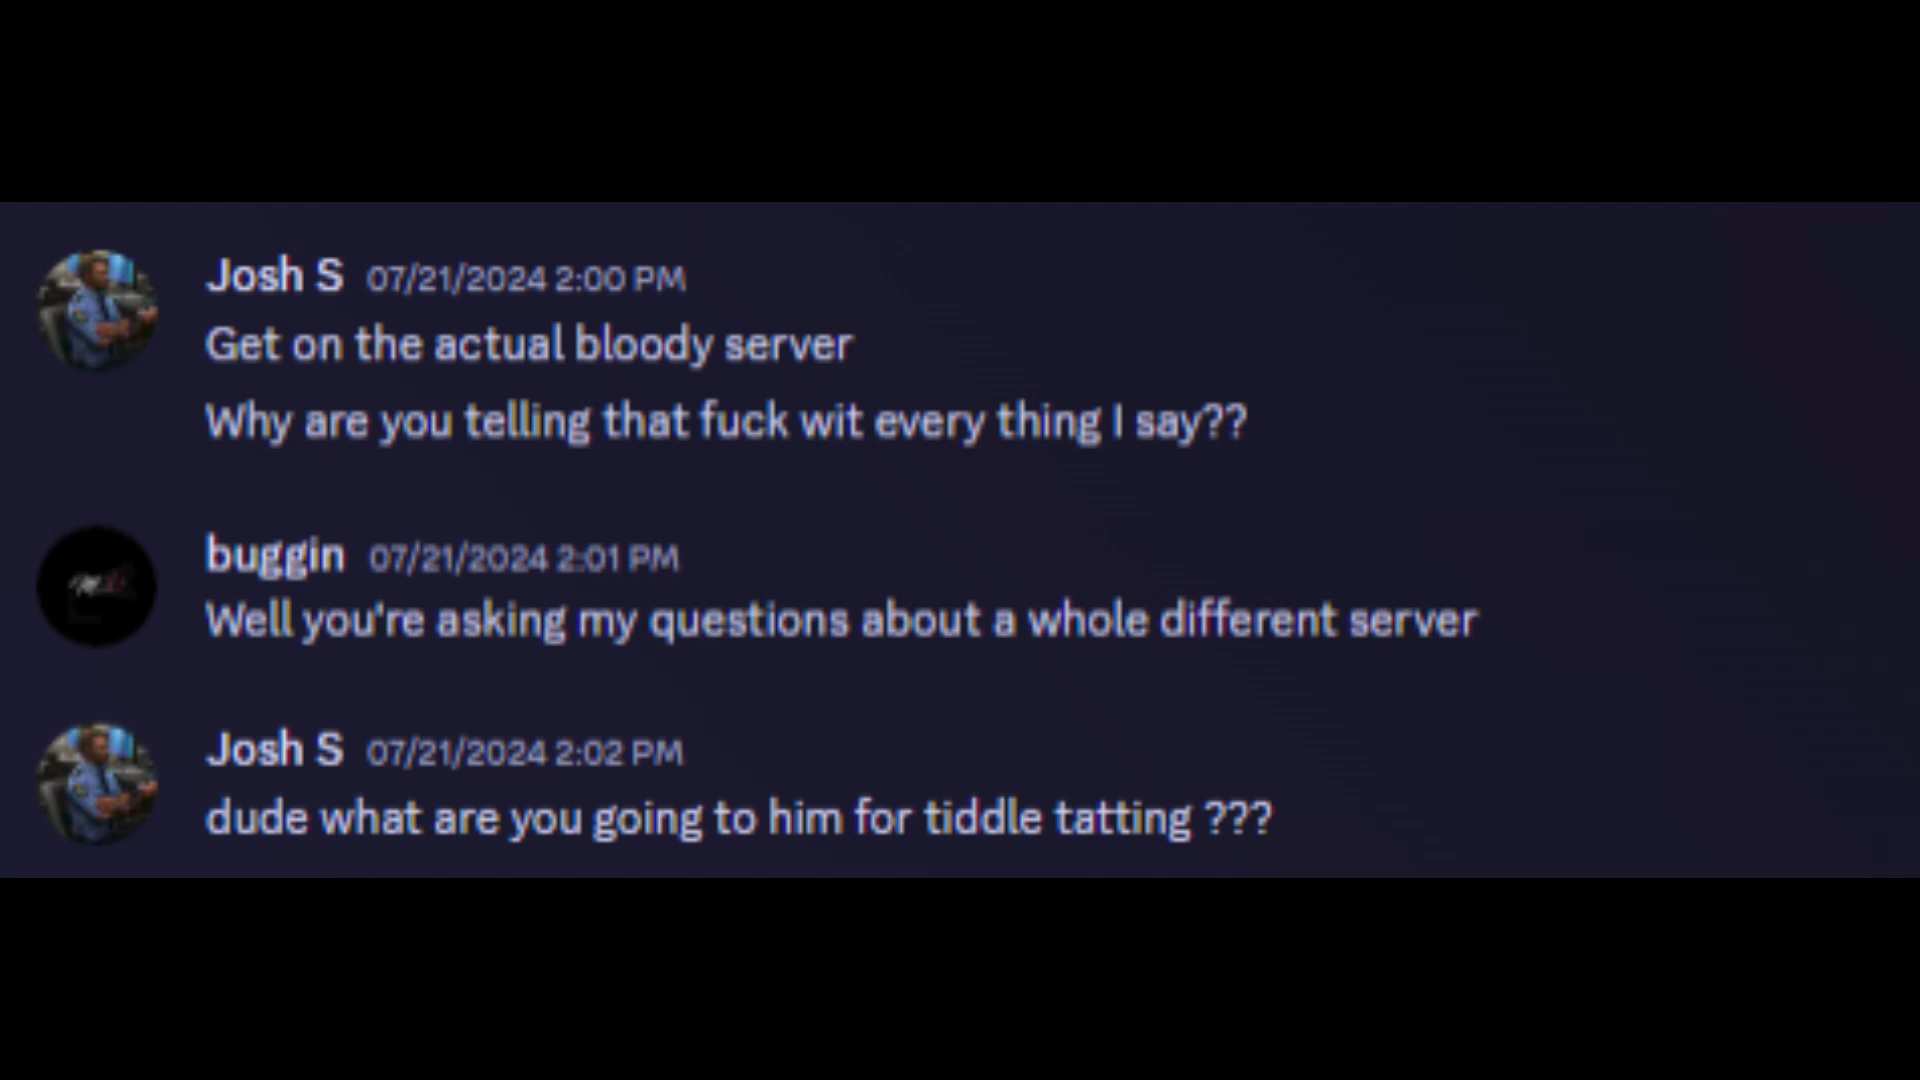 Josh S 07/21/2024 2:00 PM
Get on the actual bloody server
Why are you telling that fuck wit every thing I say??
buggin 07/21/2024 2:01 PM
Well you're asking my questions about a whole different server
Josh S 07/21/2024 2:02 PM
dude what are you going to him for tiddle tatting ???